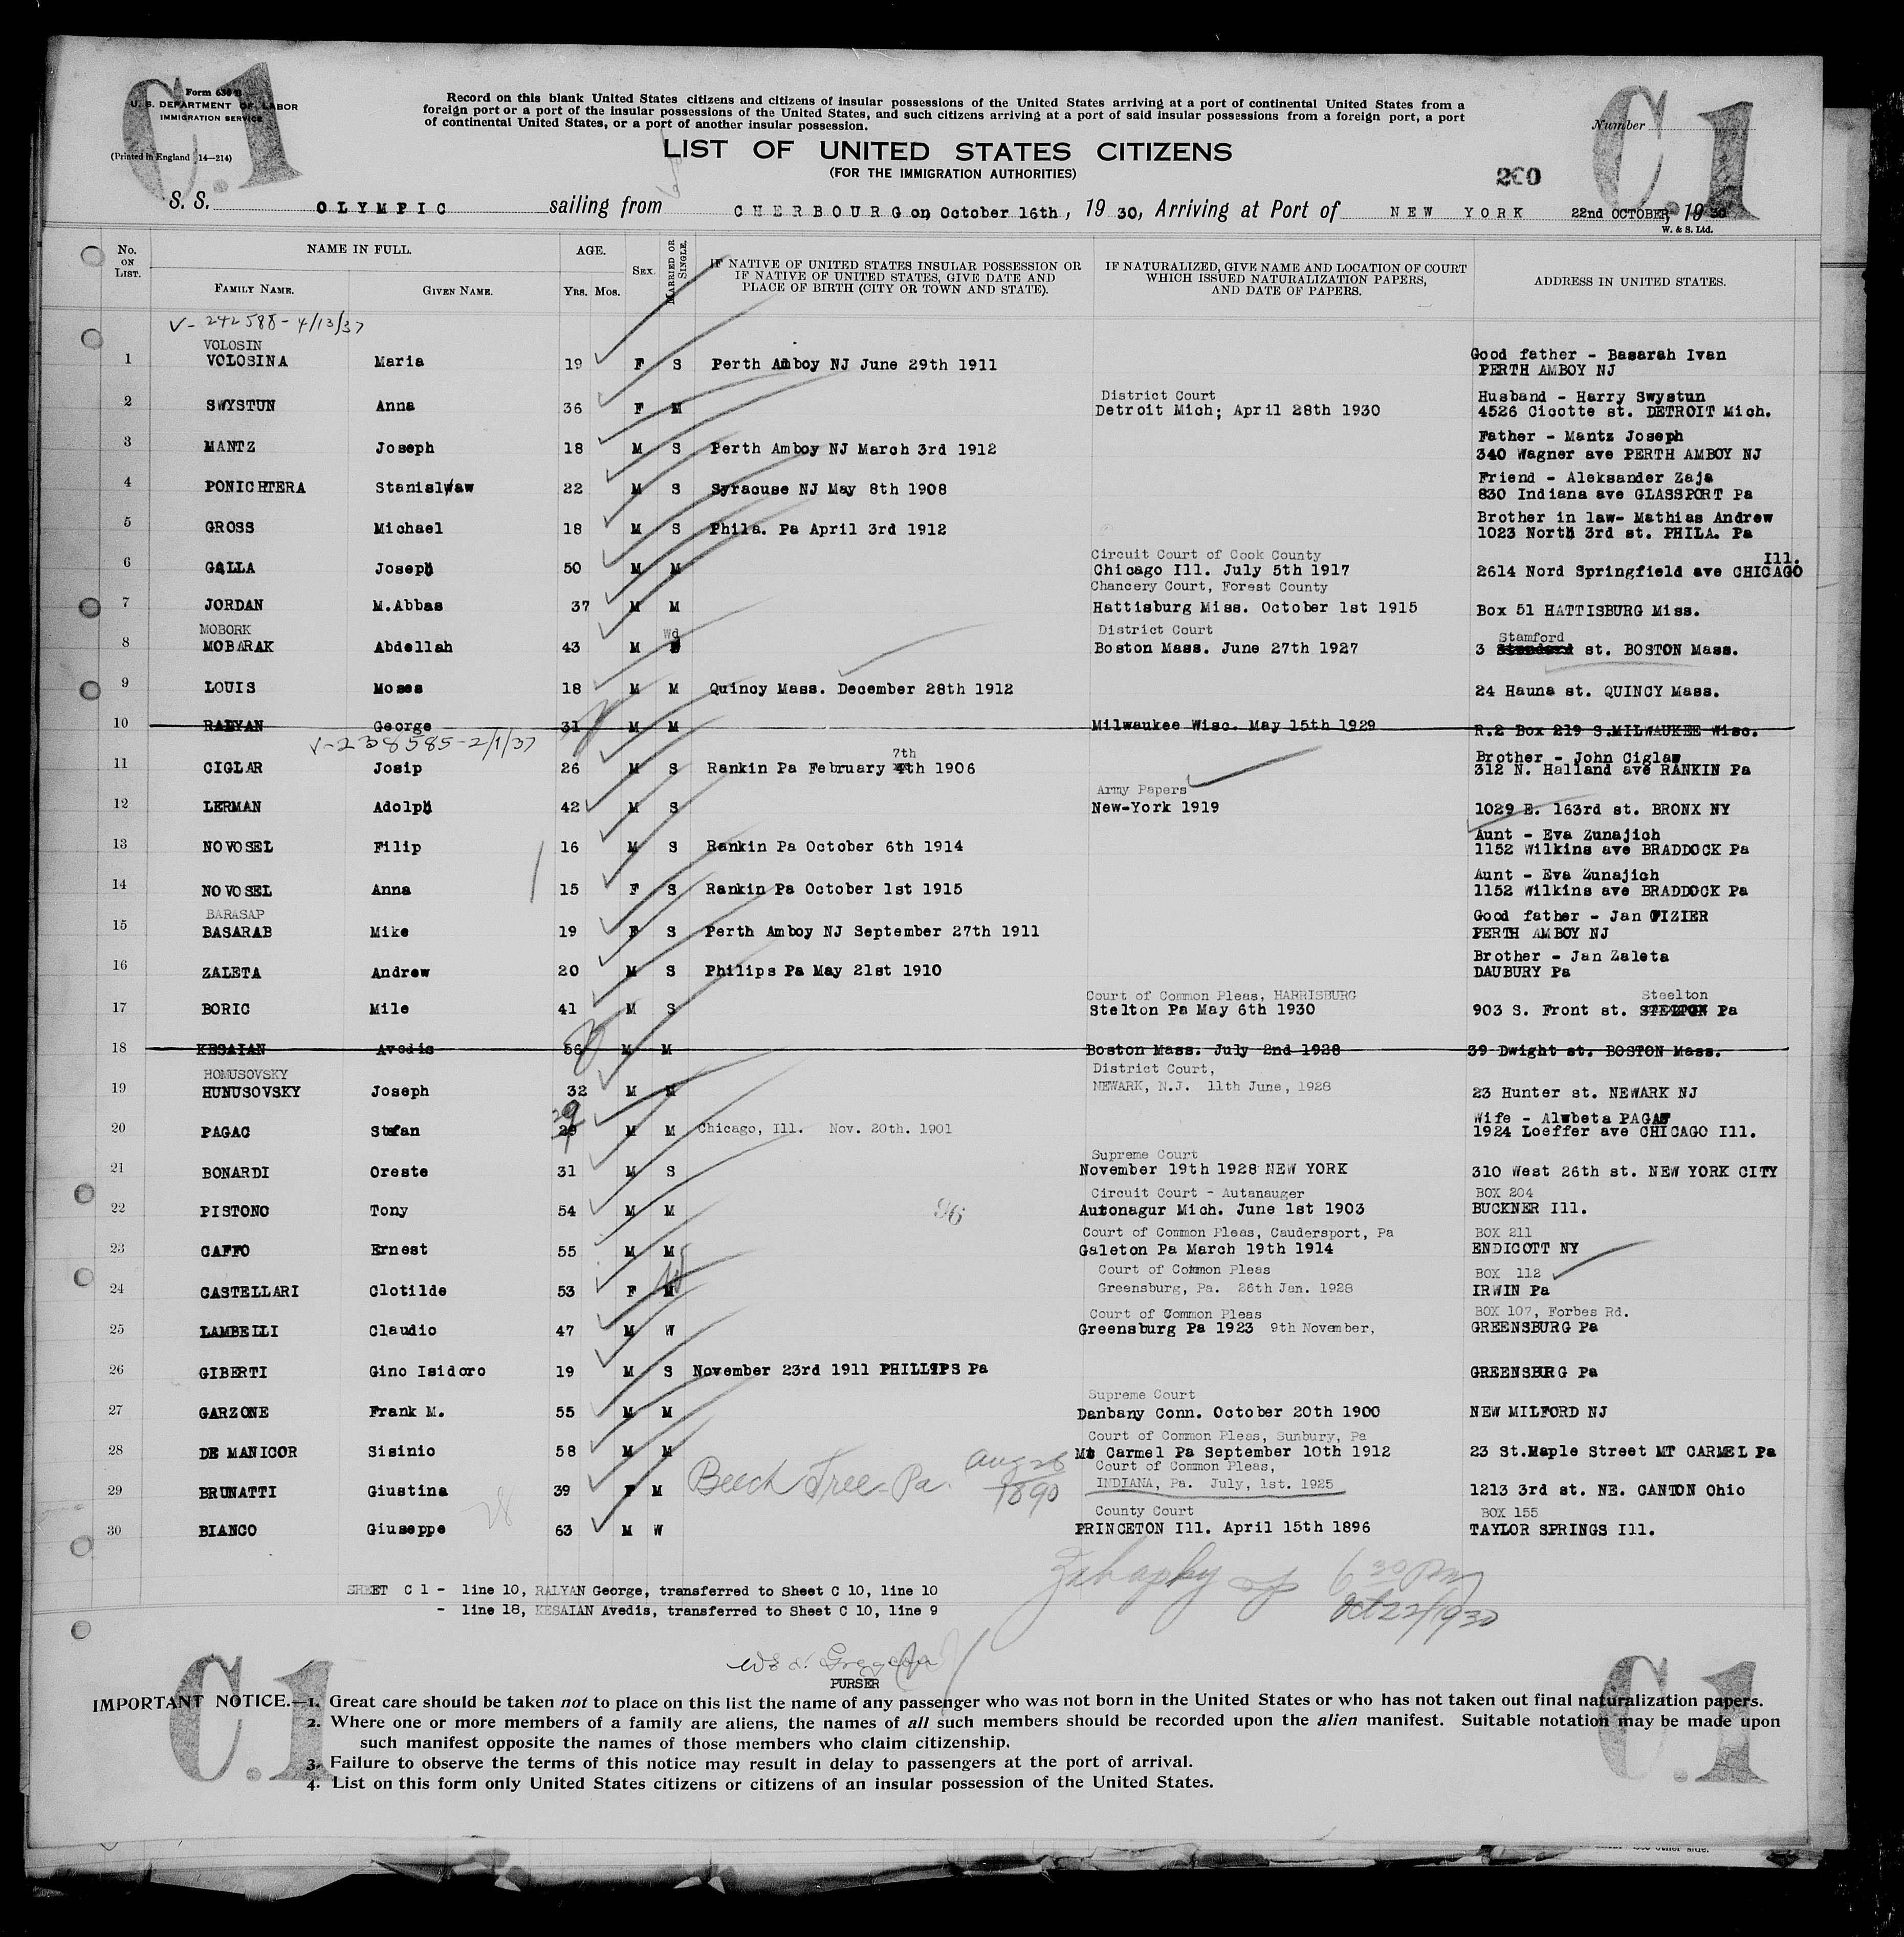 C.1
C.1
Form 630 B
U. S. DEPARTMENT OF LABOR
IMMIGRATION SERVICE
(Printed in England 14—214)
Record on this blank United States citizens and citizens of insular possessions of the United States arriving at a port of continental United States from a
foreign port or a port of the insular possessions of the United States, and such citizens arriving at a port of said insular possessions from a foreign port, a port
of continental United States, or a port of another insular possession.
Number
LIST OF UNITED STATES CITIZENS
(FOR THE IMMIGRATION AUTHORITIES)
200
S. S. OLYMPIC sailing from CHERBOURG on, October 16th, 19 30, Arriving at Port of NEW YORK 22nd OCTOBER, 19 30
W. & S. Ltd.
No. ON LIST. NAME IN FULL. AGE. SEX. MARRIED OR SINGLE. IF NATIVE OF UNITED STATES INSULAR POSSESSION OR IF NATIVE OF UNITED STATES, GIVE DATE AND PLACE OF BIRTH (CITY OR TOWN AND STATE). IF NATURALIZED, GIVE NAME AND LOCATION OF COURT WHICH ISSUED NATURALIZATION PAPERS, AND DATE OF PAPERS. ADDRESS IN UNITED STATES.
FAMILY NAME. GIVEN NAME. Yrs. Mos.
V-242588-4/13/37
VOLOSIN Good father - Basarah Ivan
1 VOLOSINA Maria 19 F S Perth Amboy NJ June 29th 1911 PERTH AMBOY NJ
District Court Husband - Harry Swystun
2 SWYSTUN Anna 36 F M Detroit Mich; April 28th 1930 4526 Cicotte st. DETROIT Mich.
Father - Mantz Joseph
3 MANTZ Joseph 18 M S Perth Amboy NJ March 3rd 1912 340 Wagner ave PERTH AMBOY NJ
Friend - Aleksander Zaja
4 PONICHTERA Stanislwaw 22 M S Syracuse NJ May 8th 1908 830 Indiana ave GLASSPORT Pa
Brother in law- Mathias Andrew
5 GROSS Michael 18 M S Phila. Pa April 3rd 1912 1023 North 3rd st. PHILA. Pa
Circuit Court of Cook County Ill.
6 GALLA Joseph 50 M M Chicago Ill. July 5th 1917 2614 Nord Springfield ave CHICAGO
Chancery Court, Forest County
7 JORDAN M.Abbas 37 M M Hattisburg Miss. October 1st 1915 Box 51 HATTISBURG Miss.
MOBORK Wd District Court Stamford
8 MOBARAK Abdellah 43 M Boston Mass. June 27th 1927 3 st. BOSTON Mass.
9 LOUIS Moses 18 M M Quincy Mass. December 28th 1912 24 Hauna st. QUINCY Mass.
10 RALYAN George 31 M M Milwaukee Wisc. May 15th 1929 R.2 Box 219 S.MILWAUKEE Wisc.
V-238585-2/1/37
7th Brother - John Ciglar
11 CIGLAR Josip 26 M S Rankin Pa February 4th 1906 312 N. Halland ave RANKIN Pa
Army Papers
12 LERMAN Adolph 42 M S New-York 1919 1029 E. 163rd st. BRONX NY
Aunt - Eva Zunajich
13 NOVOSEL Filip 16 M S Rankin Pa October 6th 1914 1152 Wilkins ave BRADDOCK Pa
Aunt - Eva Zunajich
14 NOVOSEL Anna 15 F S Rankin Pa October 1st 1915 1152 Wilkins ave BRADDOCK Pa
BARASAP Good father - Jan FIZIER
15 BASARAB Mike 19 F S Perth Amboy NJ September 27th 1911 PERTH AMBOY NJ
Brother - Jan Zaleta
16 ZALETA Andrew 20 M S Philips Pa May 21st 1910 DAUBURY Pa
Court of Common Pleas, HARRISBURG Steelton
17 BORIC Mile 41 M S Stelton Pa May 6th 1930 903 S. Front st. STELTON Pa
18 KESAIAN Avedis 56 M M Boston Mass. July 2nd 1928 39 Dwight st. BOSTON Mass.
HOMUSOVSKY District Court,
19 HUNUSOVSKY Joseph 32 M M NEWARK, N.J. 11th June, 1928 23 Hunter st. NEWARK NJ
29 Wife - Alwbeta PAGAC
20 PAGAC Stefan 29 M M Chicago, Ill. Nov. 20th. 1901 1924 Loeffer ave CHICAGO Ill.
Supreme Court
21 BONARDI Oreste 31 M S November 19th 1928 NEW YORK 310 West 26th st. NEW YORK CITY
Circuit Court - Autanauger BOX 204
22 PISTONO Tony 54 M M 96 Autonagur Mich. June 1st 1903 BUCKNER Ill.
Court of Common Pleas, Caudersport, Pa BOX 211
23 CAFFO Ernest 55 M M Galeton Pa March 19th 1914 ENDICOTT NY
Court of Common Pleas BOX 112
24 CASTELLARI Clotilde 53 F M Greensburg, Pa. 26th Jan. 1928 IRWIN Pa
Court of Common Pleas BOX 107, Forbes Rd.
25 LAMBELLI Claudio 47 M W Greensburg Pa 1923 9th November, GREENSBURG Pa
26 GIBERTI Gino Isidoro 19 M S November 23rd 1911 PHILLIPS Pa GREENSBRG Pa
Supreme Court
27 GARZONE Frank M. 55 M M Danbany Conn. October 20th 1900 NEW MILFORD NJ
Court of Common Pleas, Sunbury, Pa
28 DE MANICOR Sisinio 58 M M Mt Carmel Pa September 10th 1912 23 St.Maple Street MT CARMEL Pa
Court of Common Pleas,
29 BRUNATTI Giustina 39 F M Beech Tree- Pa. Aug 26 1890 INDIANA, Pa. July, 1st. 1925 1213 3rd st. NE. CANTON Ohio
County Court BOX 155
30 BIANCO Giuseppe 63 M W PRINCETON Ill. April 15th 1896 TAYLOR SPRINGS Ill.
SHEET C 1 - line 10, RALYAN George, transferred to Sheet C 10, line 10
- line 18, KESAIAN Avedis, transferred to Sheet C 10, line 9
6 30 PM
Oct 22/1930
PURSER
C.1
C.1
IMPORTANT NOTICE.—1. Great care should be taken not to place on this list the name of any passenger who was not born in the United States or who has not taken out final naturalization papers.
2. Where one or more members of a family are aliens, the names of all such members should be recorded upon the alien manifest. Suitable notation may be made upon
such manifest opposite the names of those members who claim citizenship.
3. Failure to observe the terms of this notice may result in delay to passengers at the port of arrival.
4. List on this form only United States citizens or citizens of an insular possession of the United States.